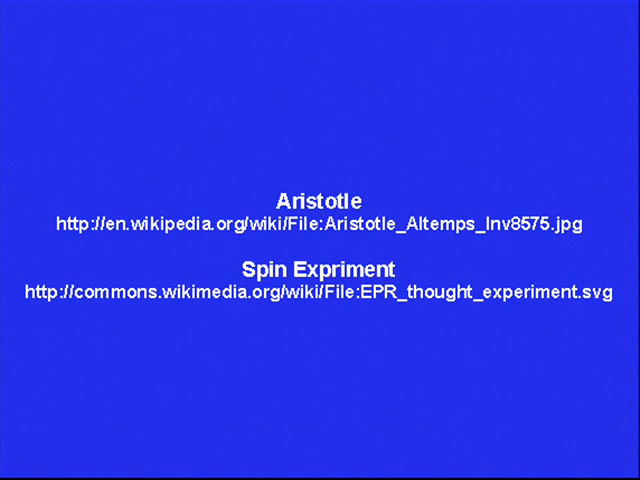 Aristotle
http://en.wikipedia.org/wiki/File:Aristotle_Altemps_Inv8575.jpg
Spin Expriment
http://commons.wikimedia.org/wiki/File:EPR_thought_experiment.svg